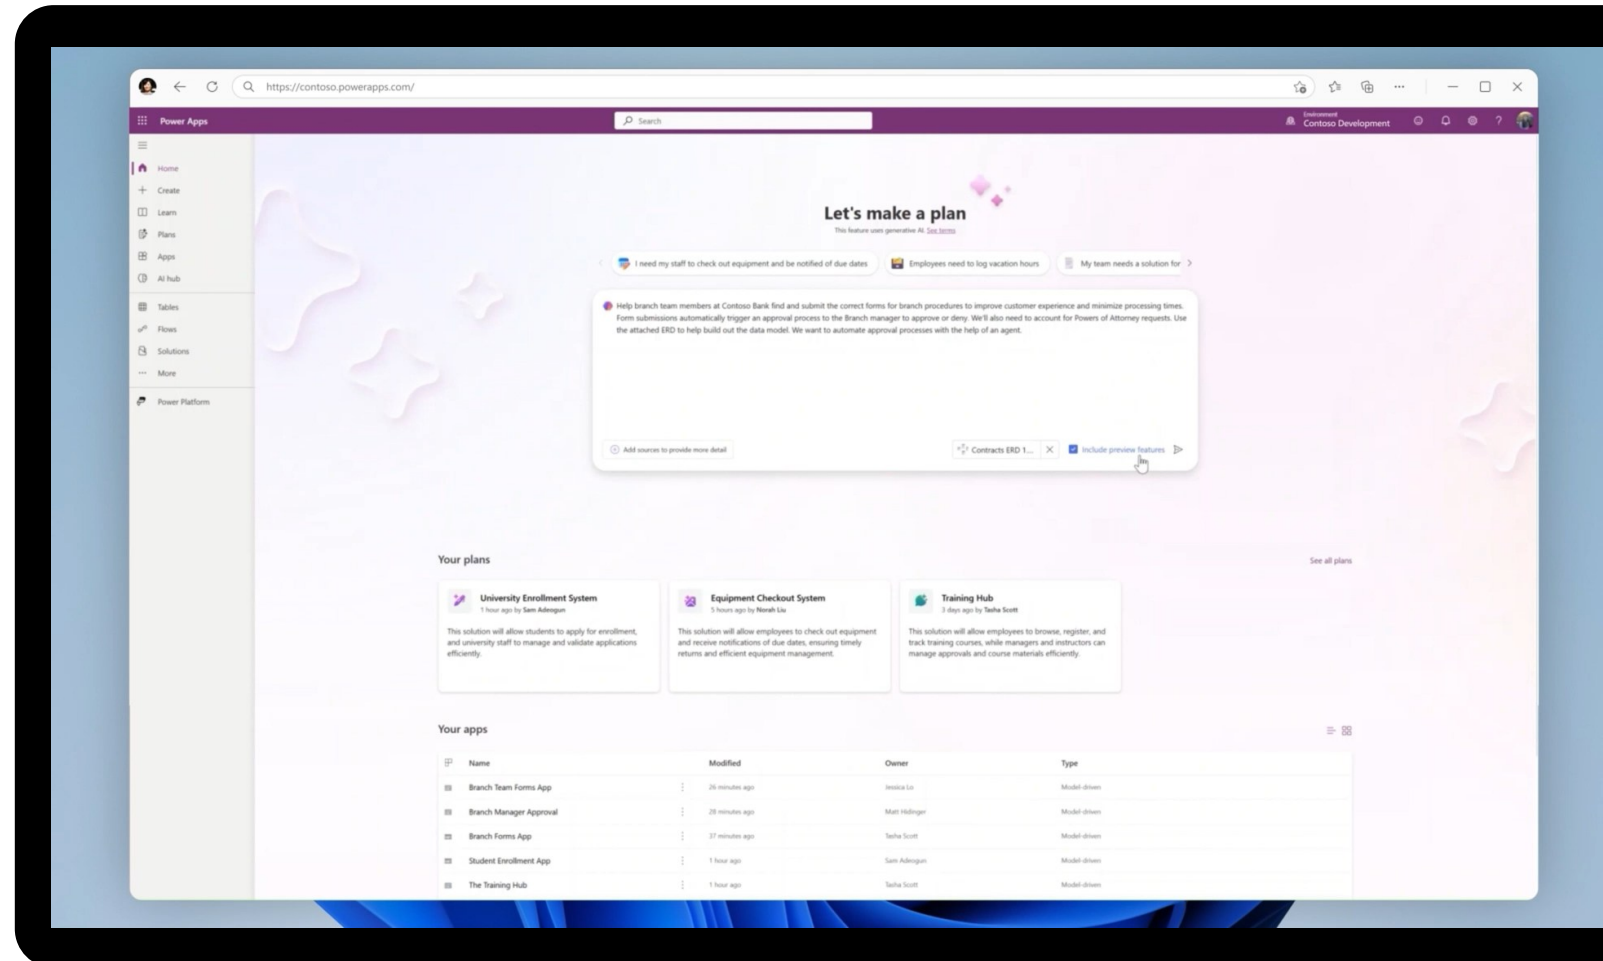 https://contoso.powerapps.com/
Power Apps
Search
Environment
Contoso Development
?
Home
Create
Learn
Plans
Apps
AI hub
Tables
Flows
Solutions
More
Power Platform
Let's make a plan
This feature uses generative AI. See terms
I need my staff to check out equipment and be notified of due dates
Employees need to log vacation hours
My team needs a solution for
Help branch team members at Contoso Bank find and submit the correct forms for branch procedures to improve customer experience and minimize processing times.
Form submissions automatically trigger an approval process to the Branch manager to approve or deny. We'll also need to account for Powers of Attorney requests. Use
the attached ERD to help build out the data model. We want to automate approval processes with the help of an agent.
Add sources to provide more detail
Contracts ERD 1...
Include preview features
Your plans
See all plans
University Enrollment System
1 hour ago by Sam Adeogun
This solution will allow students to apply for enrollment,
and university staff to manage and validate applications
efficiently.
Equipment Checkout System
5 hours ago by Norah Liu
This solution will allow employees to check out equipment
and receive notifications of due dates, ensuring timely
returns and efficient equipment management.
Training Hub
3 days ago by Tasha Scott
This solution will allow employees to browse, register, and
track training courses, while managers and instructors can
manage approvals and course materials efficiently.
Your apps
Name Modified Owner Type
Branch Team Forms App 26 minutes ago Jessica Lo Model-driven
Branch Manager Approval 28 minutes ago Matt Hidinger Model-driven
Branch Forms App 37 minutes ago Tasha Scott Model-driven
Student Enrollment App 1 hour ago Sam Adeogun Model-driven
The Training Hub 1 hour ago Tasha Scott Model-driven